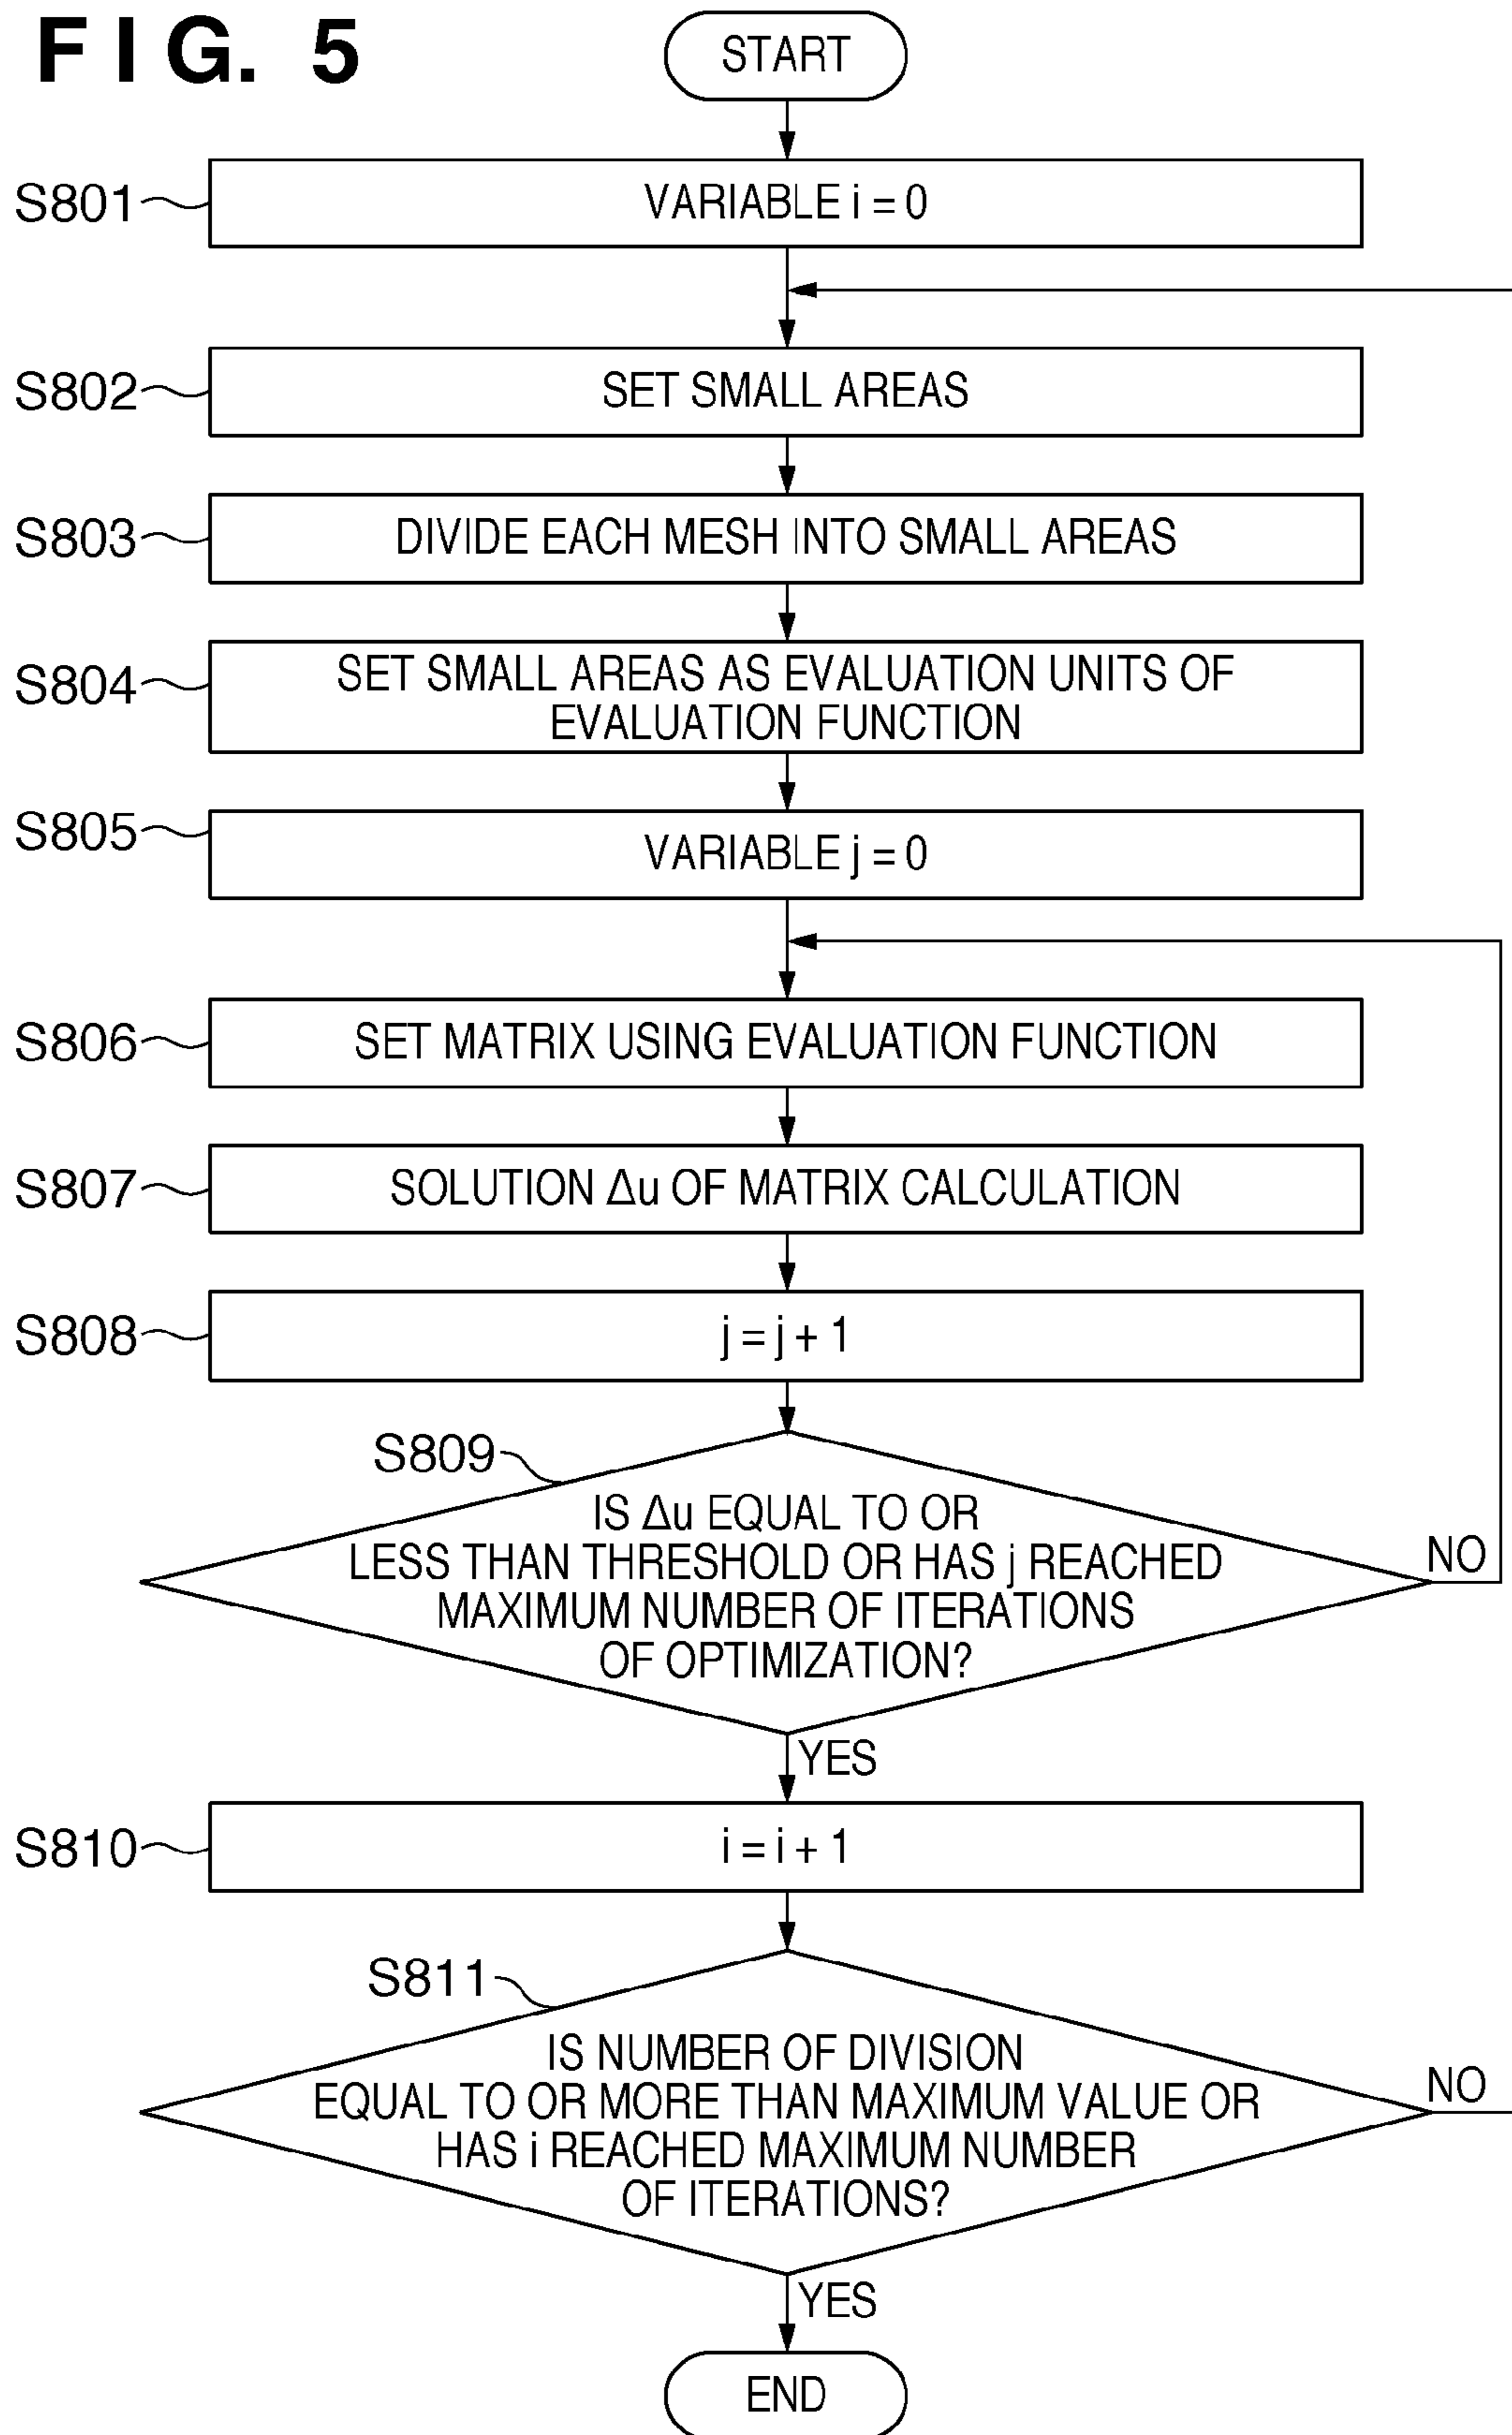 FIG. 5
START
S801
VARIABLE i = 0
S802
SET SMALL AREAS
S803
DIVIDE EACH MESH INTO SMALL AREAS
S804
SET SMALL AREAS AS EVALUATION UNITS OF
EVALUATION FUNCTION
S805
VARIABLE j = 0
S806
SET MATRIX USING EVALUATION FUNCTION
S807
SOLUTION Δu OF MATRIX CALCULATION
S808
j = j + 1
S809
IS Δu EQUAL TO OR
LESS THAN THRESHOLD OR HAS j REACHED
MAXIMUM NUMBER OF ITERATIONS
OF OPTIMIZATION?
NO
YES
S810
i = i + 1
S811
IS NUMBER OF DIVISION
EQUAL TO OR MORE THAN MAXIMUM VALUE OR
HAS i REACHED MAXIMUM NUMBER
OF ITERATIONS?
NO
YES
END